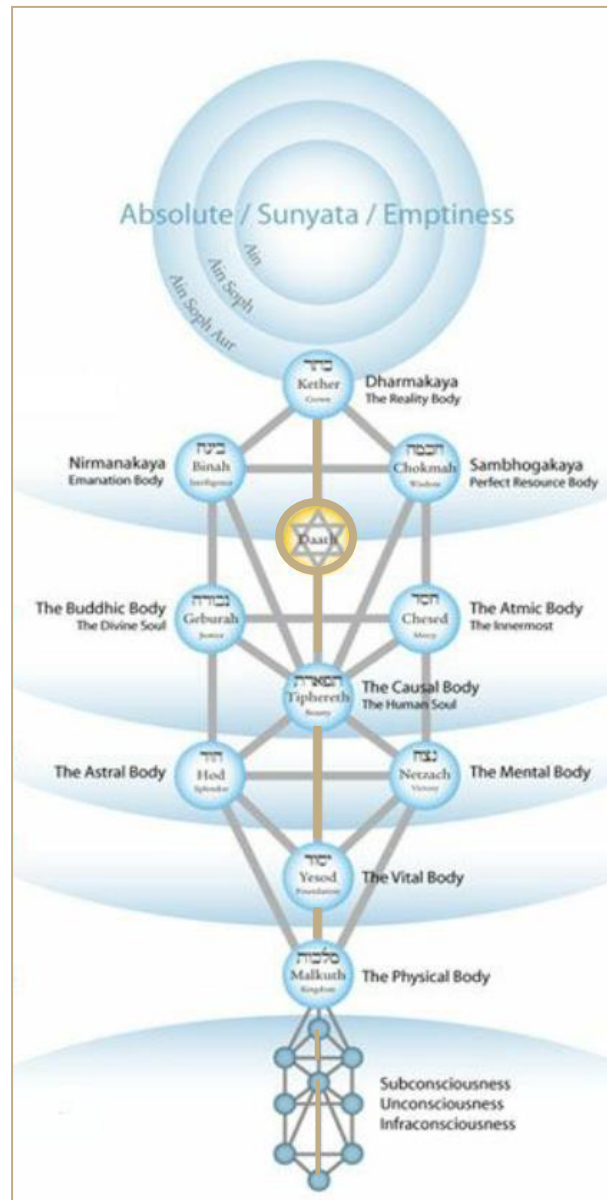 Absolute / Sunyata / Emptiness
Ain
Ain Soph
Ain Soph Aur
כתר
Kether
Crown
Dharmakaya
The Reality Body
Nirmanakaya
Emanation Body
בינה
Binah
Intelligence
חכמה
Chokmah
Wisdom
Sambhogakaya
Perfect Resource Body
Daath
The Buddhic Body
The Divine Soul
גבורה
Geburah
Justice
חסד
Chesed
Mercy
The Atmic Body
The Innermost
תפארת
Tiphereth
Beauty
The Causal Body
The Human Soul
The Astral Body
הוד
Hod
Splendor
נצח
Netzach
Victory
The Mental Body
יסוד
Yesod
Foundation
The Vital Body
מלכות
Malkuth
Kingdom
The Physical Body
Subconsciousness
Unconsciousness
Infraconsciousness